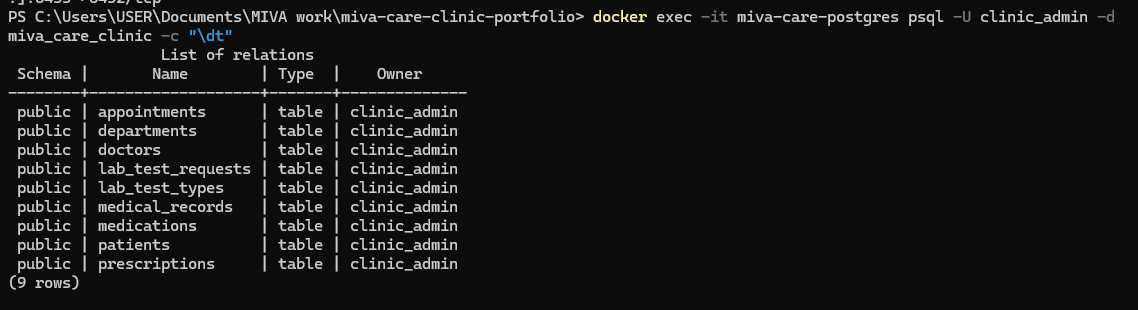 PS C:\Users\USER\Documents\MIVA work\miva-care-clinic-portfolio> docker exec -it miva-care-postgres psql -U clinic_admin -d
miva_care_clinic -c "\dt"
                 List of relations
 Schema |       Name        | Type  |    Owner
--------+-------------------+-------+--------------
 public | appointments      | table | clinic_admin
 public | departments       | table | clinic_admin
 public | doctors           | table | clinic_admin
 public | lab_test_requests | table | clinic_admin
 public | lab_test_types    | table | clinic_admin
 public | medical_records   | table | clinic_admin
 public | medications       | table | clinic_admin
 public | patients          | table | clinic_admin
 public | prescriptions     | table | clinic_admin
(9 rows)